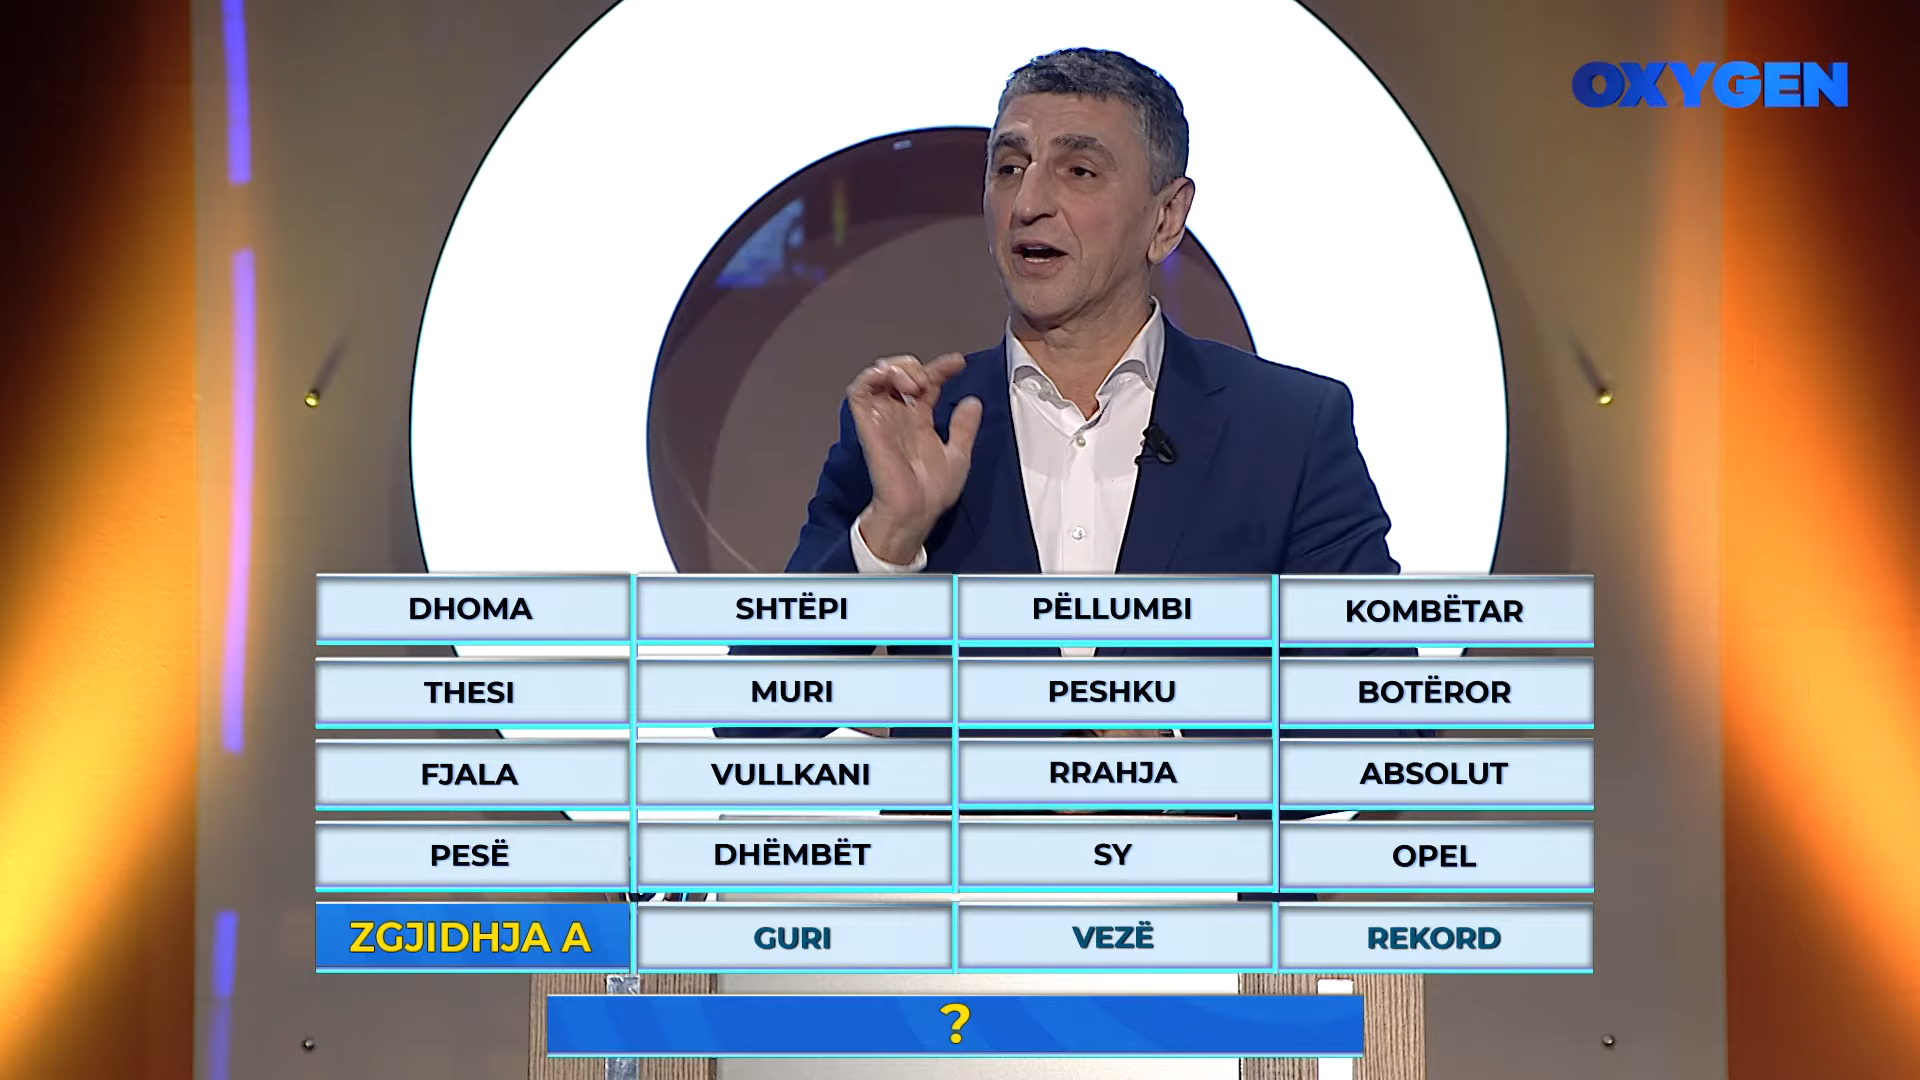 OXYGEN
DHOMA SHTËPI PËLLUMBI KOMBËTAR
THESI MURI PESHKU BOTËROR
FJALA VULLKANI RRAHJA ABSOLUT
PESË DHËMBËT SY OPEL
ZGJIDHJA A GURI VEZË REKORD
?